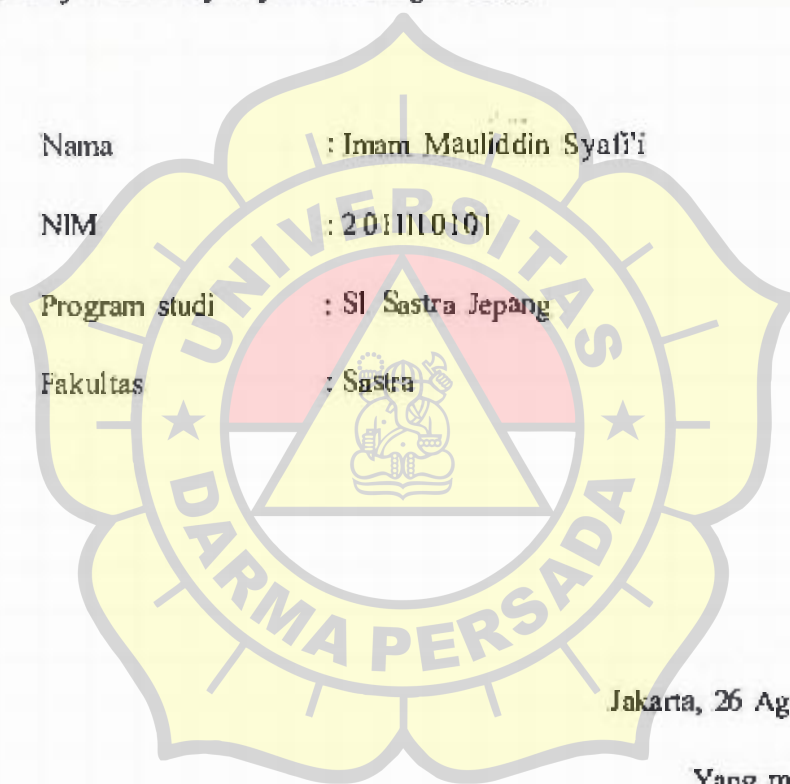 Nama : Imam Mauliddin Syafi'i
NIM : 2011110101
Program studi : S1 Sastra Jepang
Fakultas : Sastra
UNIVERSITAS
DARMA PERSADA
Jakarta, 26 Ag
Yang m